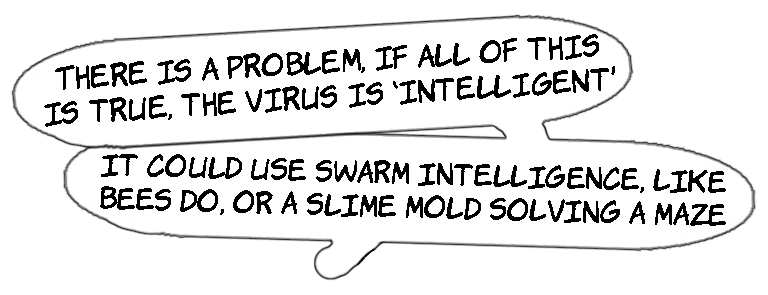 THERE IS A PROBLEM, IF ALL OF THIS
IS TRUE, THE VIRUS IS 'INTELLIGENT'
IT COULD USE SWARM INTELLIGENCE, LIKE
BEES DO, OR A SLIME MOLD SOLVING A MAZE